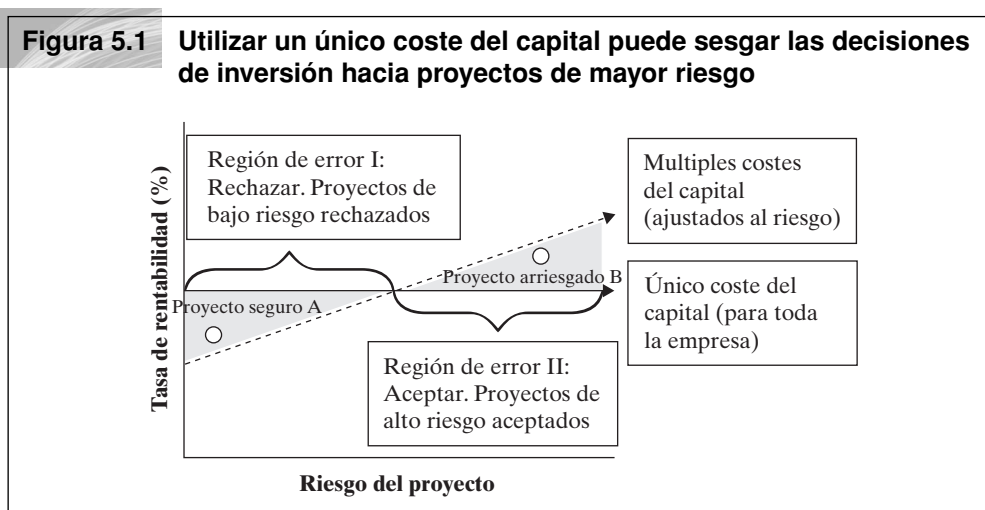 Figura 5.1
Utilizar un único coste del capital puede sesgar las decisiones
de inversión hacia proyectos de mayor riesgo
Tasa de rentabilidad (%)
Región de error I:
Rechazar. Proyectos de
bajo riesgo rechazados
Multiples costes
del capital
(ajustados al riesgo)
Proyecto arriesgado B
Proyecto seguro A
Único coste del
capital (para toda
la empresa)
Región de error II:
Aceptar. Proyectos de
alto riesgo aceptados
Riesgo del proyecto